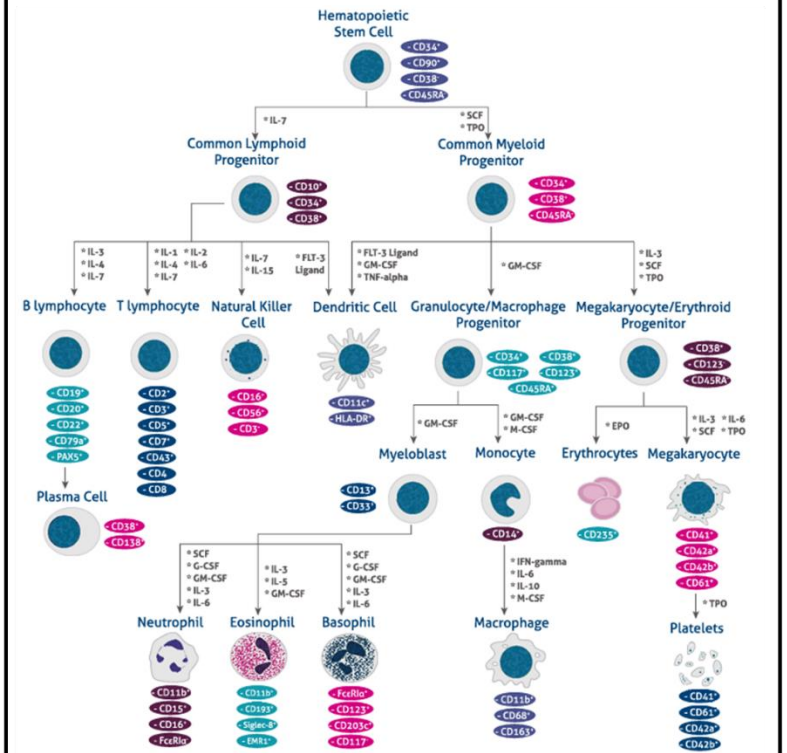 Hematopoietic
Stem Cell
- CD34⁺
- CD90⁺
- CD38⁻
- CD45RA⁻
* IL-7
* SCF
* TPO
Common Lymphoid
Progenitor
- CD10⁺
- CD34⁺
- CD38⁺
Common Myeloid
Progenitor
- CD34⁺
- CD38⁺
- CD45RA⁻
* IL-3
* IL-4
* IL-7
* IL-1 * IL-2
* IL-4 * IL-6
* IL-7
* IL-7
* IL-15
* FLT-3
Ligand
* FLT-3 Ligand
* GM-CSF
* TNF-alpha
* GM-CSF
* IL-3
* SCF
* TPO
B lymphocyte
- CD19⁺
- CD20⁺
- CD22⁺
- CD79a⁺
- PAX5⁺
T lymphocyte
- CD2⁺
- CD3⁺
- CD5⁺
- CD7⁺
- CD43⁺
- CD4
- CD8
Natural Killer
Cell
- CD16⁺
- CD56⁺
- CD3⁻
Dendritic Cell
- CD11c⁺
- HLA-DR⁺
Granulocyte/Macrophage
Progenitor
- CD34⁺ - CD38⁺
- CD117⁺ - CD123⁺
- CD45RA⁺
Megakaryocyte/Erythroid
Progenitor
- CD38⁺
- CD123⁻
- CD45RA⁻
Plasma Cell
- CD38⁺
- CD138⁺
* GM-CSF
* GM-CSF
* M-CSF
* EPO
* IL-3 * IL-6
* SCF * TPO
Myeloblast
- CD13⁺
- CD33⁺
Monocyte
- CD14⁺
Erythrocytes
- CD235⁺
Megakaryocyte
- CD41⁺
- CD42a⁺
- CD42b⁺
- CD61⁺
* SCF
* G-CSF
* GM-CSF
* IL-3
* IL-6
* IL-3
* IL-5
* GM-CSF
* SCF
* G-CSF
* GM-CSF
* IL-3
* IL-6
* IFN-gamma
* IL-6
* IL-10
* M-CSF
* TPO
Neutrophil
- CD11b⁺
- CD15⁺
- CD16⁺
- FcεRIα⁻
Eosinophil
- CD11b⁺
- CD193⁺
- Siglec-8⁺
- EMR1⁺
Basophil
- FcεRIα⁺
- CD123⁺
- CD203c⁺
- CD117⁻
Macrophage
- CD11b⁺
- CD68⁺
- CD163⁺
Platelets
- CD41⁺
- CD61⁺
- CD42a⁺
- CD42b⁺